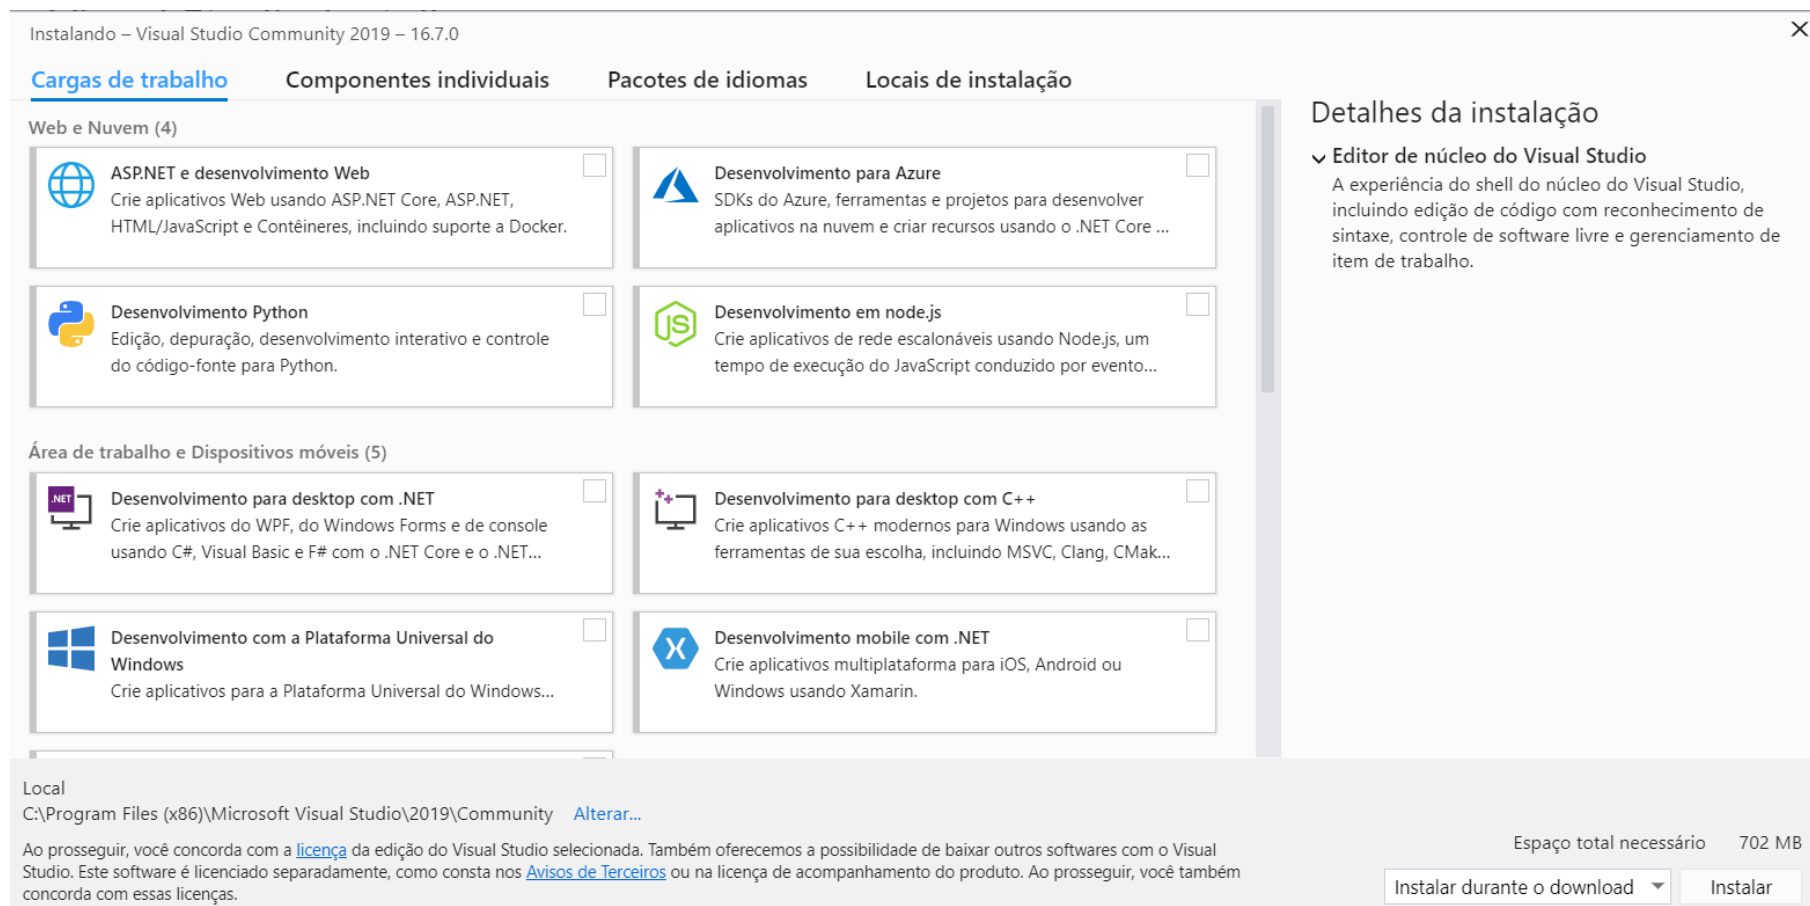 Instalando – Visual Studio Community 2019 – 16.7.0
Cargas de trabalho
Componentes individuais
Pacotes de idiomas
Locais de instalação
Web e Nuvem (4)
ASP.NET e desenvolvimento Web
Crie aplicativos Web usando ASP.NET Core, ASP.NET,
HTML/JavaScript e Contêineres, incluindo suporte a Docker.
Desenvolvimento para Azure
SDKs do Azure, ferramentas e projetos para desenvolver
aplicativos na nuvem e criar recursos usando o .NET Core ...
Desenvolvimento Python
Edição, depuração, desenvolvimento interativo e controle
do código-fonte para Python.
JS
Desenvolvimento em node.js
Crie aplicativos de rede escalonáveis usando Node.js, um
tempo de execução do JavaScript conduzido por evento...
Área de trabalho e Dispositivos móveis (5)
.NET
Desenvolvimento para desktop com .NET
Crie aplicativos do WPF, do Windows Forms e de console
usando C#, Visual Basic e F# com o .NET Core e o .NET...
Desenvolvimento para desktop com C++
Crie aplicativos C++ modernos para Windows usando as
ferramentas de sua escolha, incluindo MSVC, Clang, CMak...
Desenvolvimento com a Plataforma Universal do
Windows
Crie aplicativos para a Plataforma Universal do Windows...
Desenvolvimento mobile com .NET
Crie aplicativos multiplataforma para iOS, Android ou
Windows usando Xamarin.
Detalhes da instalação
Editor de núcleo do Visual Studio
A experiência do shell do núcleo do Visual Studio,
incluindo edição de código com reconhecimento de
sintaxe, controle de software livre e gerenciamento de
item de trabalho.
Local
C:\Program Files (x86)\Microsoft Visual Studio\2019\Community Alterar...
Ao prosseguir, você concorda com a licença da edição do Visual Studio selecionada. Também oferecemos a possibilidade de baixar outros softwares com o Visual
Studio. Este software é licenciado separadamente, como consta nos Avisos de Terceiros ou na licença de acompanhamento do produto. Ao prosseguir, você também
concorda com essas licenças.
Espaço total necessário 702 MB
Instalar durante o download
Instalar